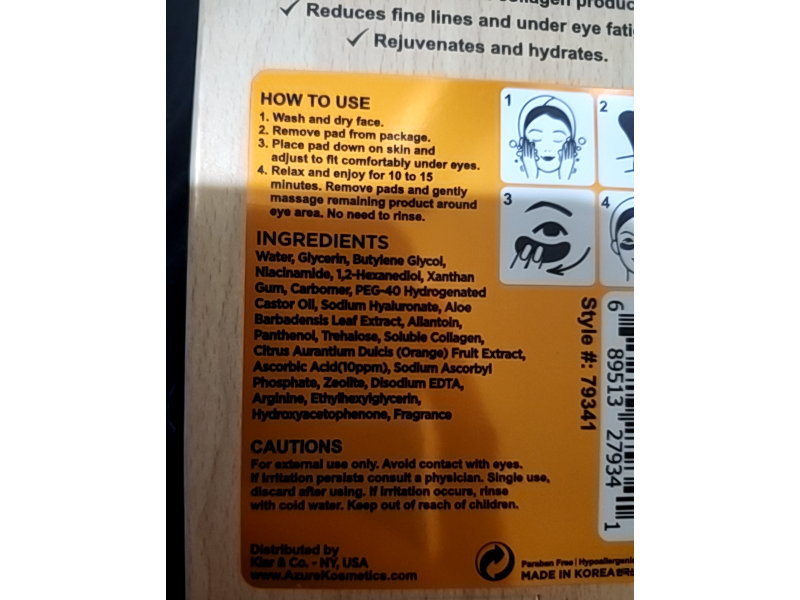 collagen produc
✓ Reduces fine lines and under eye fati
✓ Rejuvenates and hydrates.
HOW TO USE
1. Wash and dry face.
2. Remove pad from package.
3. Place pad down on skin and
adjust to fit comfortably under eyes.
4. Relax and enjoy for 10 to 15
minutes. Remove pads and gently
massage remaining product around
eye area. No need to rinse.
1
2
3
4
INGREDIENTS
Water, Glycerin, Butylene Glycol,
Niacinamide, 1,2-Hexanediol, Xanthan
Gum, Carbomer, PEG-40 Hydrogenated
Castor Oil, Sodium Hyaluronate, Aloe
Barbadensis Leaf Extract, Allantoin,
Panthenol, Trehalose, Soluble Collagen,
Citrus Aurantium Dulcis (Orange) Fruit Extract,
Ascorbic Acid(10ppm), Sodium Ascorbyl
Phosphate, Zeolite, Disodium EDTA,
Arginine, Ethylhexylglycerin,
Hydroxyacetophenone, Fragrance
Style #: 79341
6 89513 27934 1
CAUTIONS
For external use only. Avoid contact with eyes.
If irritation persists consult a physician. Single use,
discard after using. If irritation occurs, rinse
with cold water. Keep out of reach of children.
Distributed by
Klar & Co. - NY, USA
www.AzureKosmetics.com
Paraben Free | Hypoallergenic
MADE IN KOREA